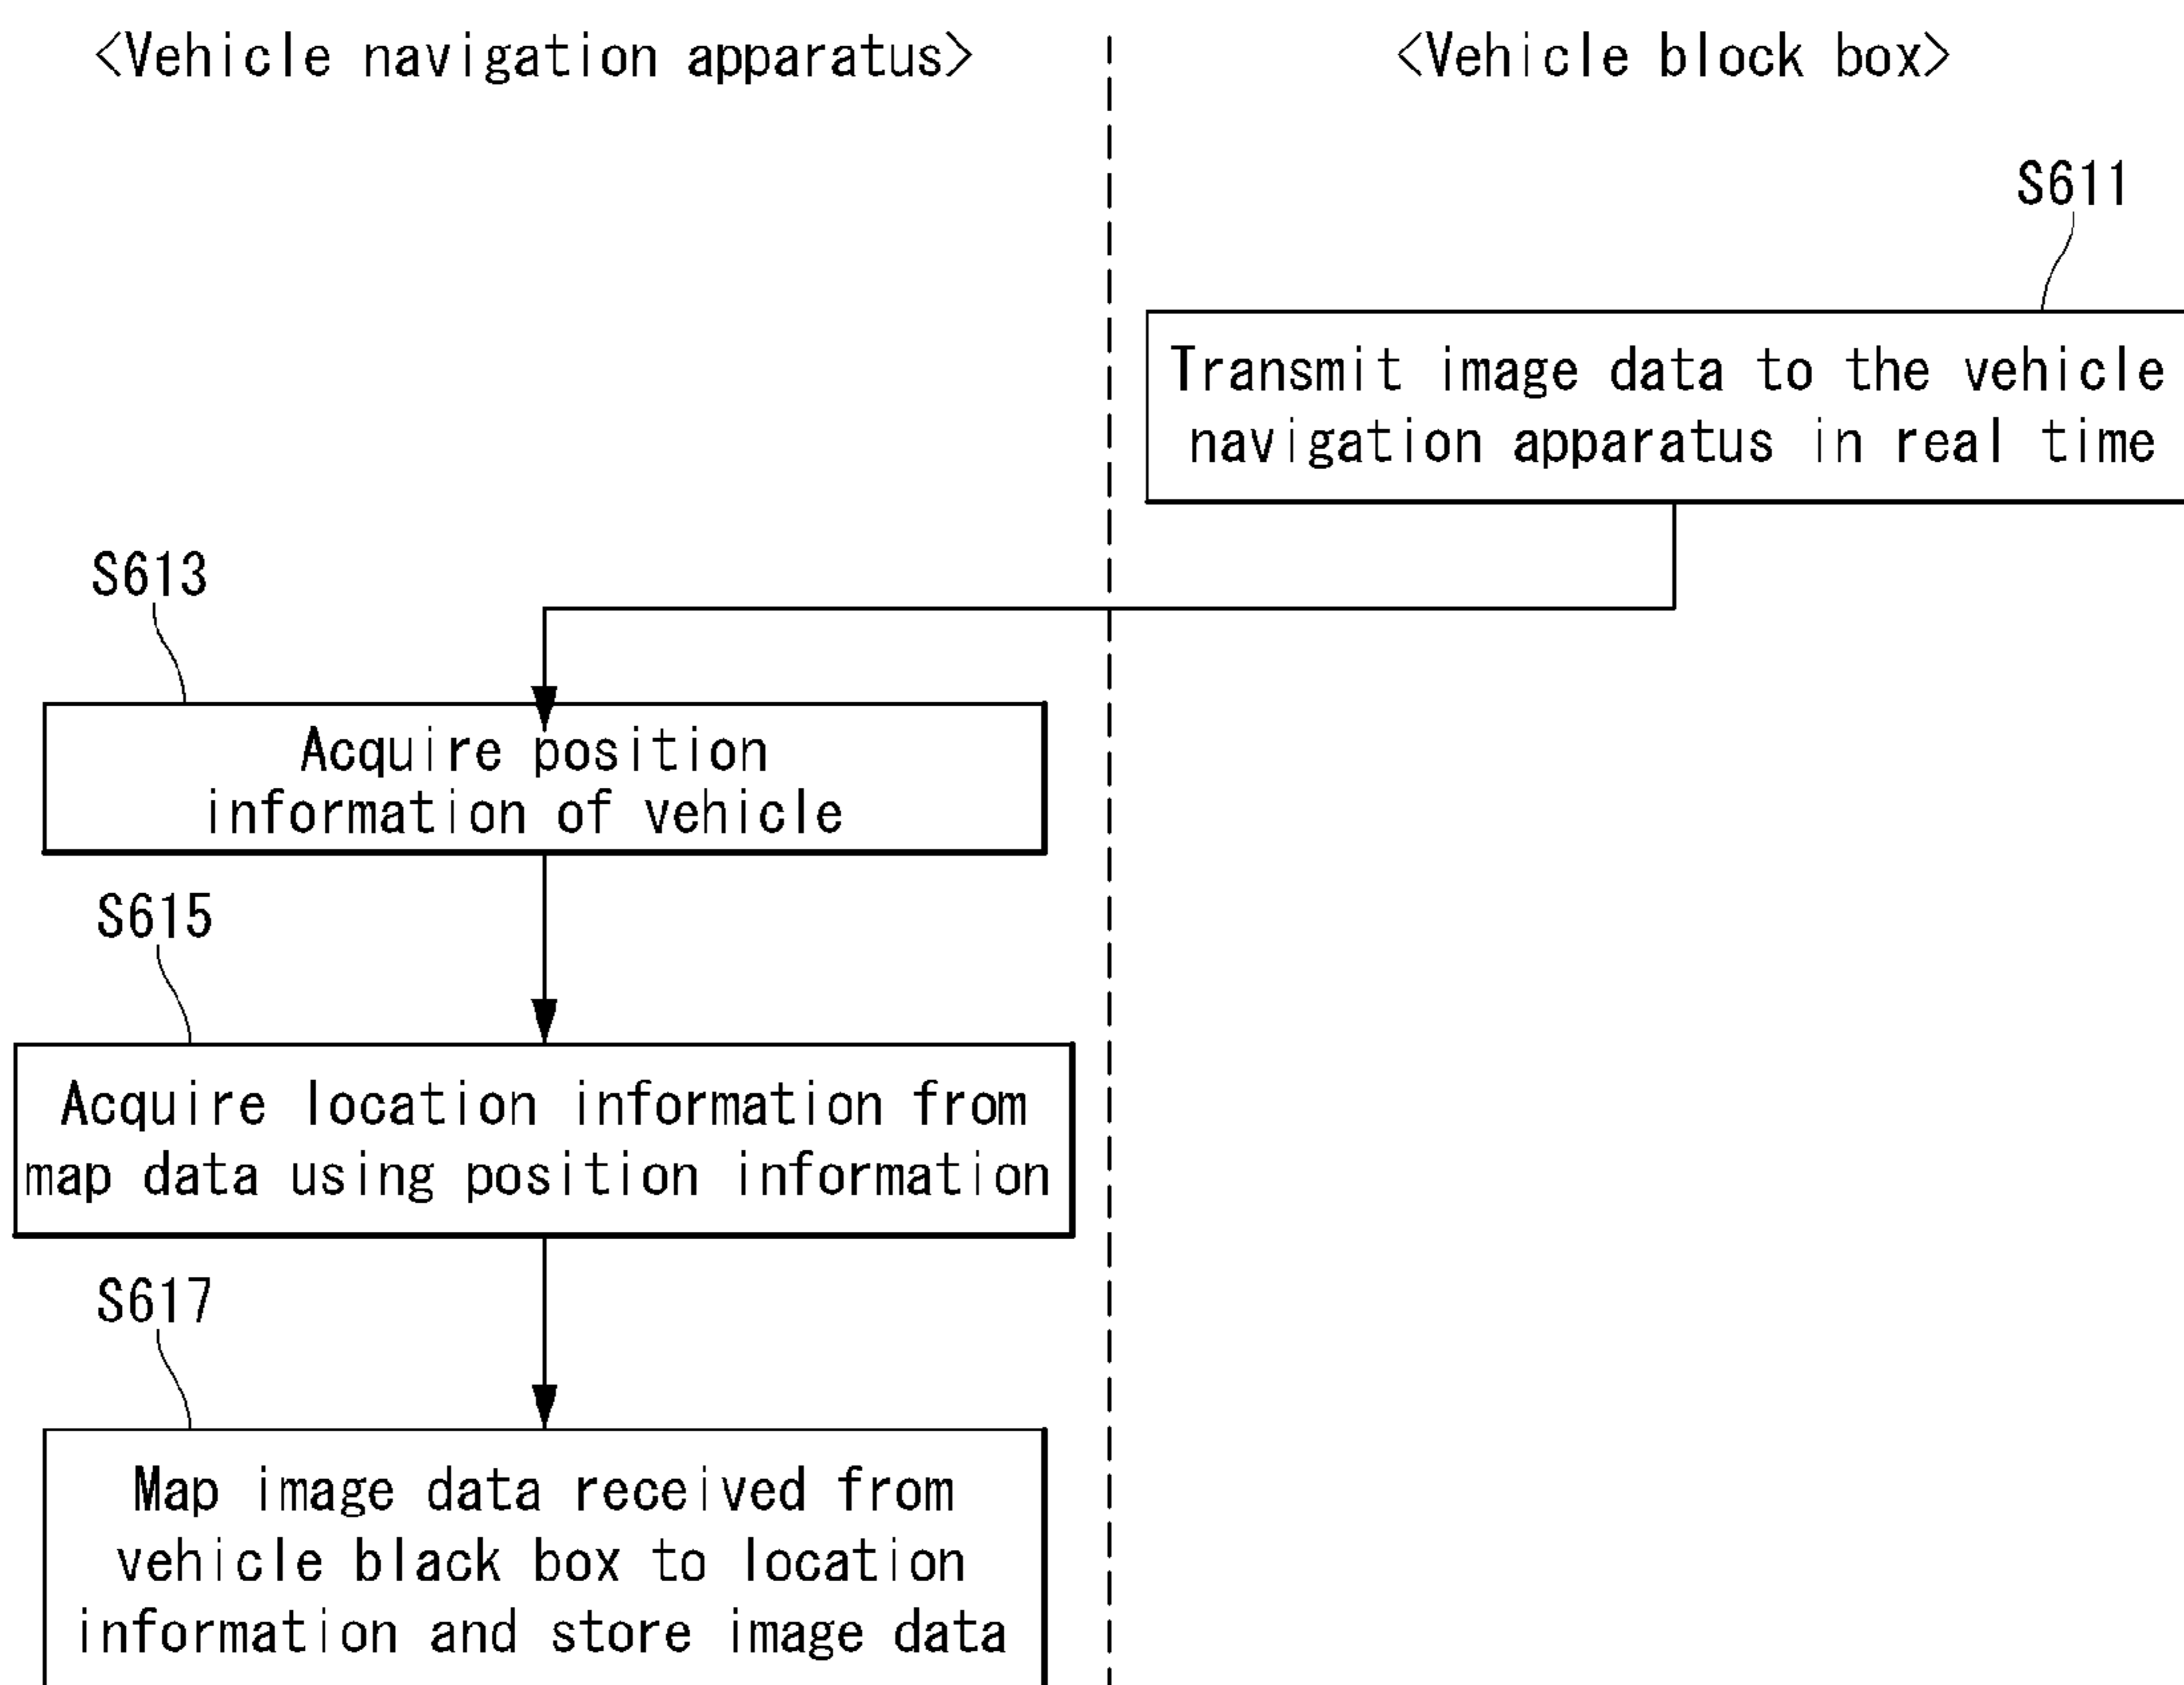 <Vehicle navigation apparatus>
<Vehicle block box>
S611
Transmit image data to the vehicle
navigation apparatus in real time
S613
Acquire position
information of vehicle
S615
Acquire location information from
map data using position information
S617
Map image data received from
vehicle black box to location
information and store image data